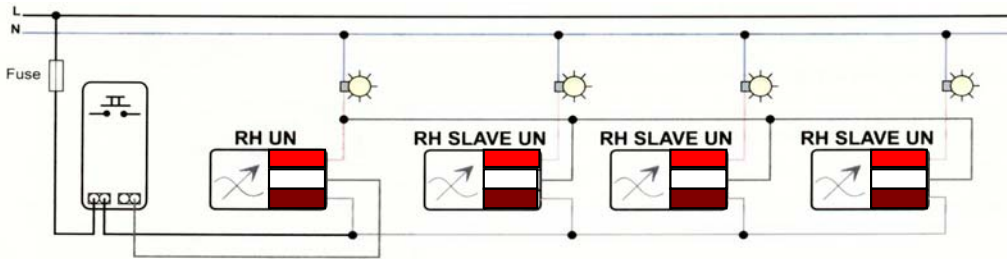 L
N
Fuse
RH UN
RH SLAVE UN
RH SLAVE UN
RH SLAVE UN